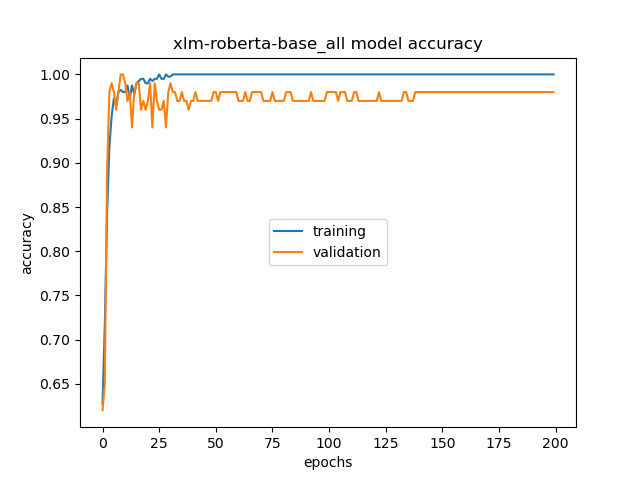 xlm-roberta-base_all model accuracy
accuracy
1.00
0.95
0.90
0.85
0.80
0.75
0.70
0.65
training
validation
0 25 50 75 100 125 150 175 200
epochs